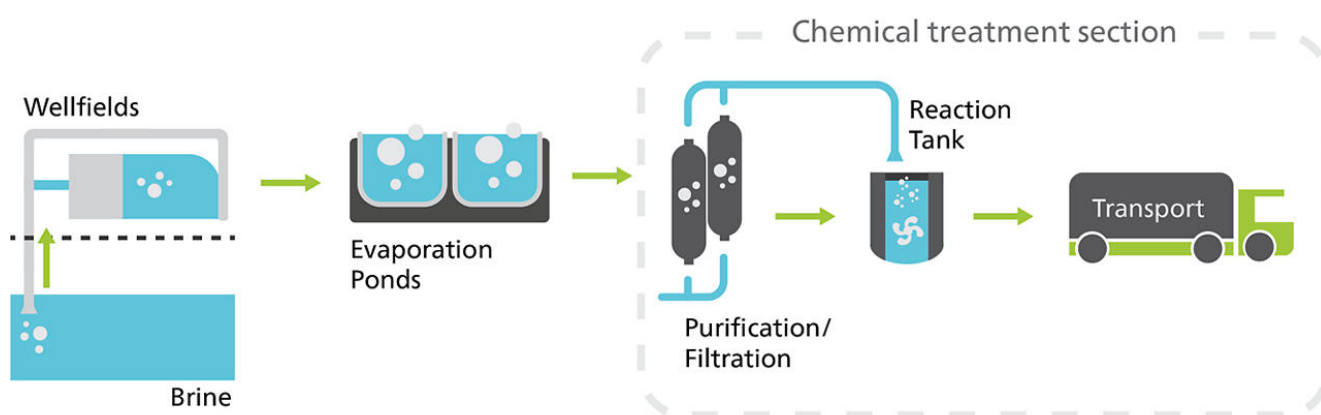 Chemical treatment section
Wellfields
Brine
Evaporation
Ponds
Purification/
Filtration
Reaction
Tank
Transport